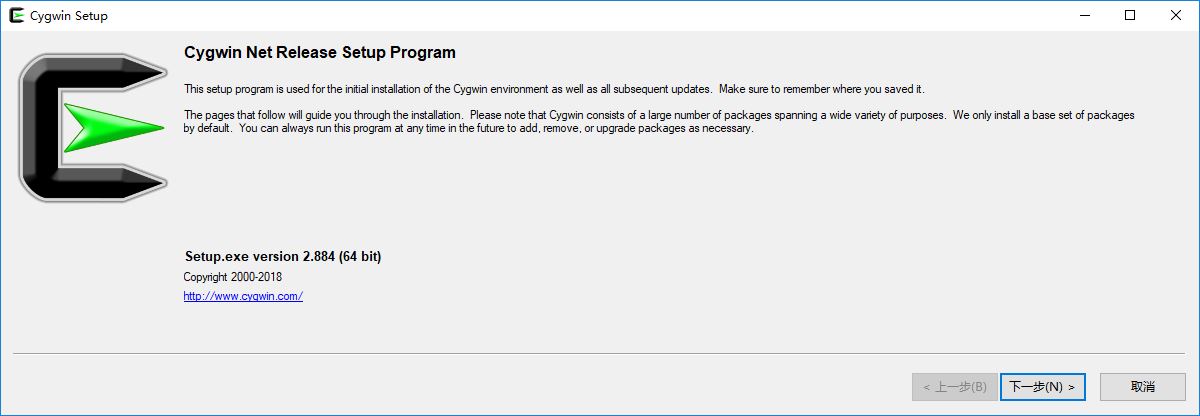 Cygwin Setup
Cygwin Net Release Setup Program
This setup program is used for the initial installation of the Cygwin environment as well as all subsequent updates.  Make sure to remember where you saved it.
The pages that follow will guide you through the installation.  Please note that Cygwin consists of a large number of packages spanning a wide variety of purposes.  We only install a base set of packages
by default.  You can always run this program at any time in the future to add, remove, or upgrade packages as necessary.
Setup.exe version 2.884 (64 bit)
Copyright 2000-2018
http://www.cygwin.com/
< 上一步(B)
下一步(N) >
取消